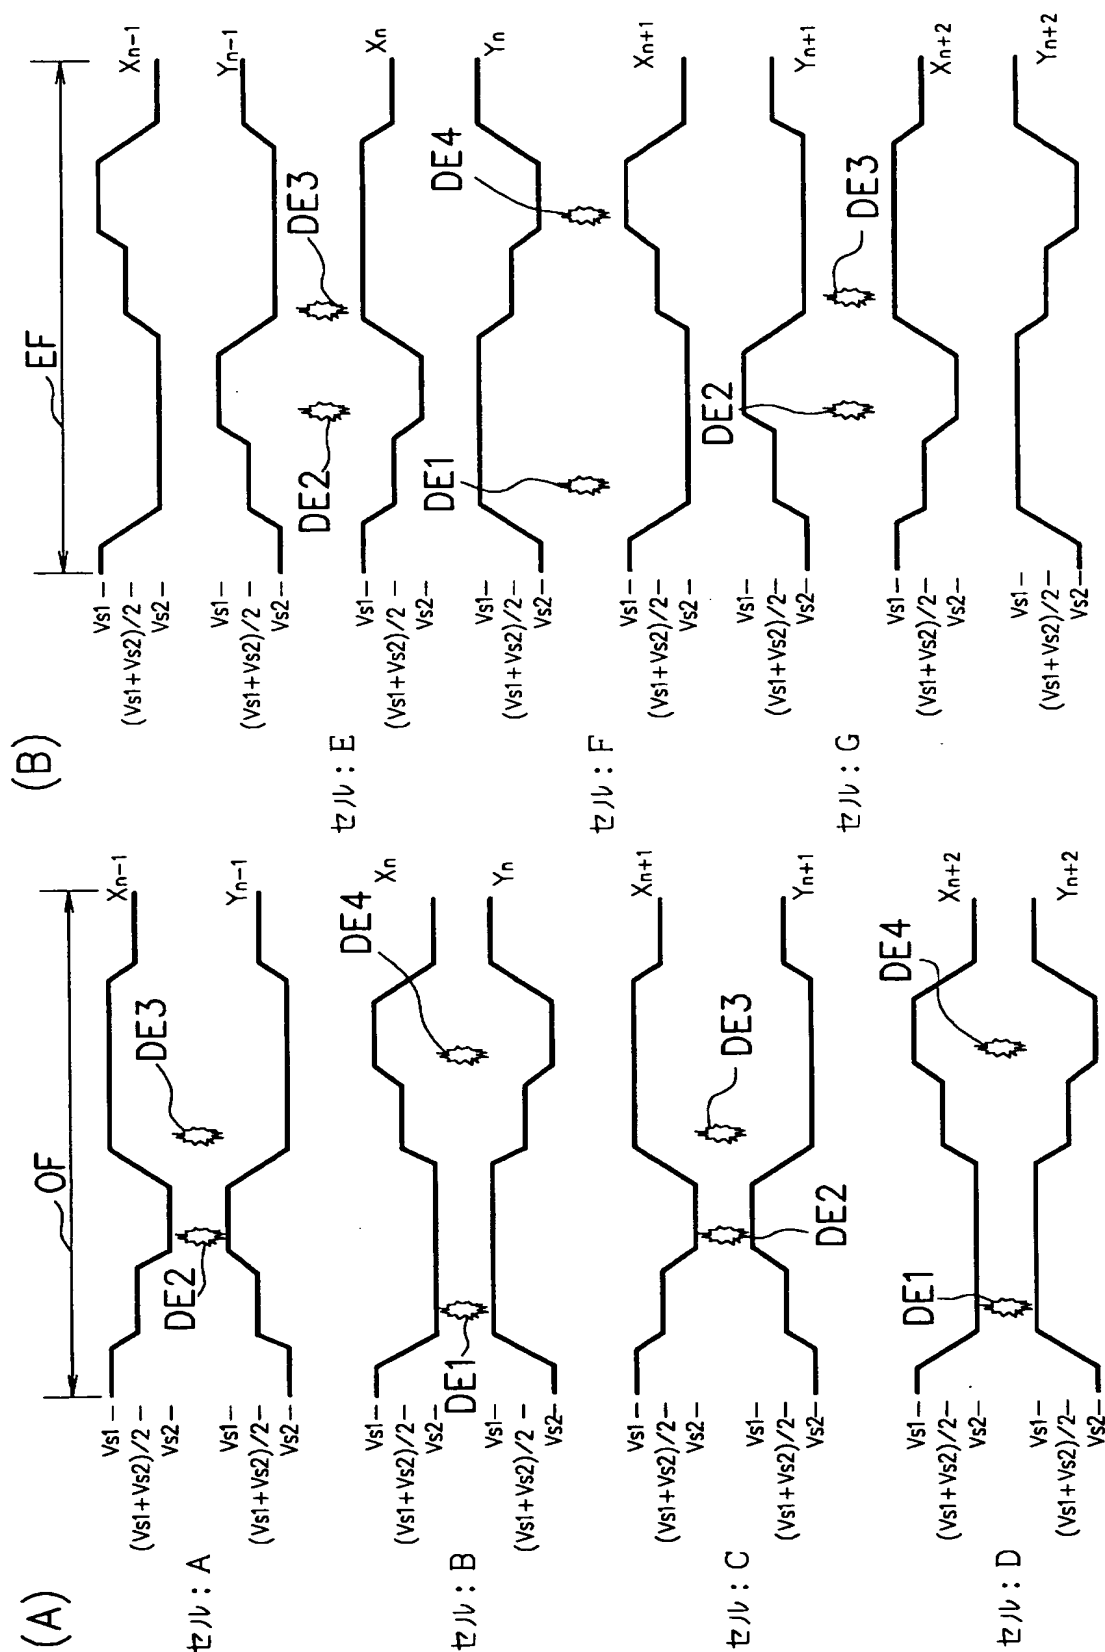 (A)
OF
セル：A
Vs1
(Vs1+Vs2)/2
Vs2
Xn-1
DE2
DE3
Vs1
(Vs1+Vs2)/2
Vs2
Yn-1
セル：B
Vs1
(Vs1+Vs2)/2
Vs2
Xn
DE1
DE4
Vs1
(Vs1+Vs2)/2
Vs2
Yn
セル：C
Vs1
(Vs1+Vs2)/2
Vs2
Xn+1
DE2
DE3
Vs1
(Vs1+Vs2)/2
Vs2
Yn+1
セル：D
Vs1
(Vs1+Vs2)/2
Vs2
Xn+2
DE1
DE4
Vs1
(Vs1+Vs2)/2
Vs2
Yn+2
(B)
EF
Vs1
(Vs1+Vs2)/2
Vs2
Xn-1
Vs1
(Vs1+Vs2)/2
Vs2
Yn-1
セル：E
DE2
DE3
Vs1
(Vs1+Vs2)/2
Vs2
Xn
Vs1
(Vs1+Vs2)/2
Vs2
Yn
セル：F
DE1
DE4
Vs1
(Vs1+Vs2)/2
Vs2
Xn+1
Vs1
(Vs1+Vs2)/2
Vs2
Yn+1
セル：G
DE2
DE3
Vs1
(Vs1+Vs2)/2
Vs2
Xn+2
Vs1
(Vs1+Vs2)/2
Vs2
Yn+2